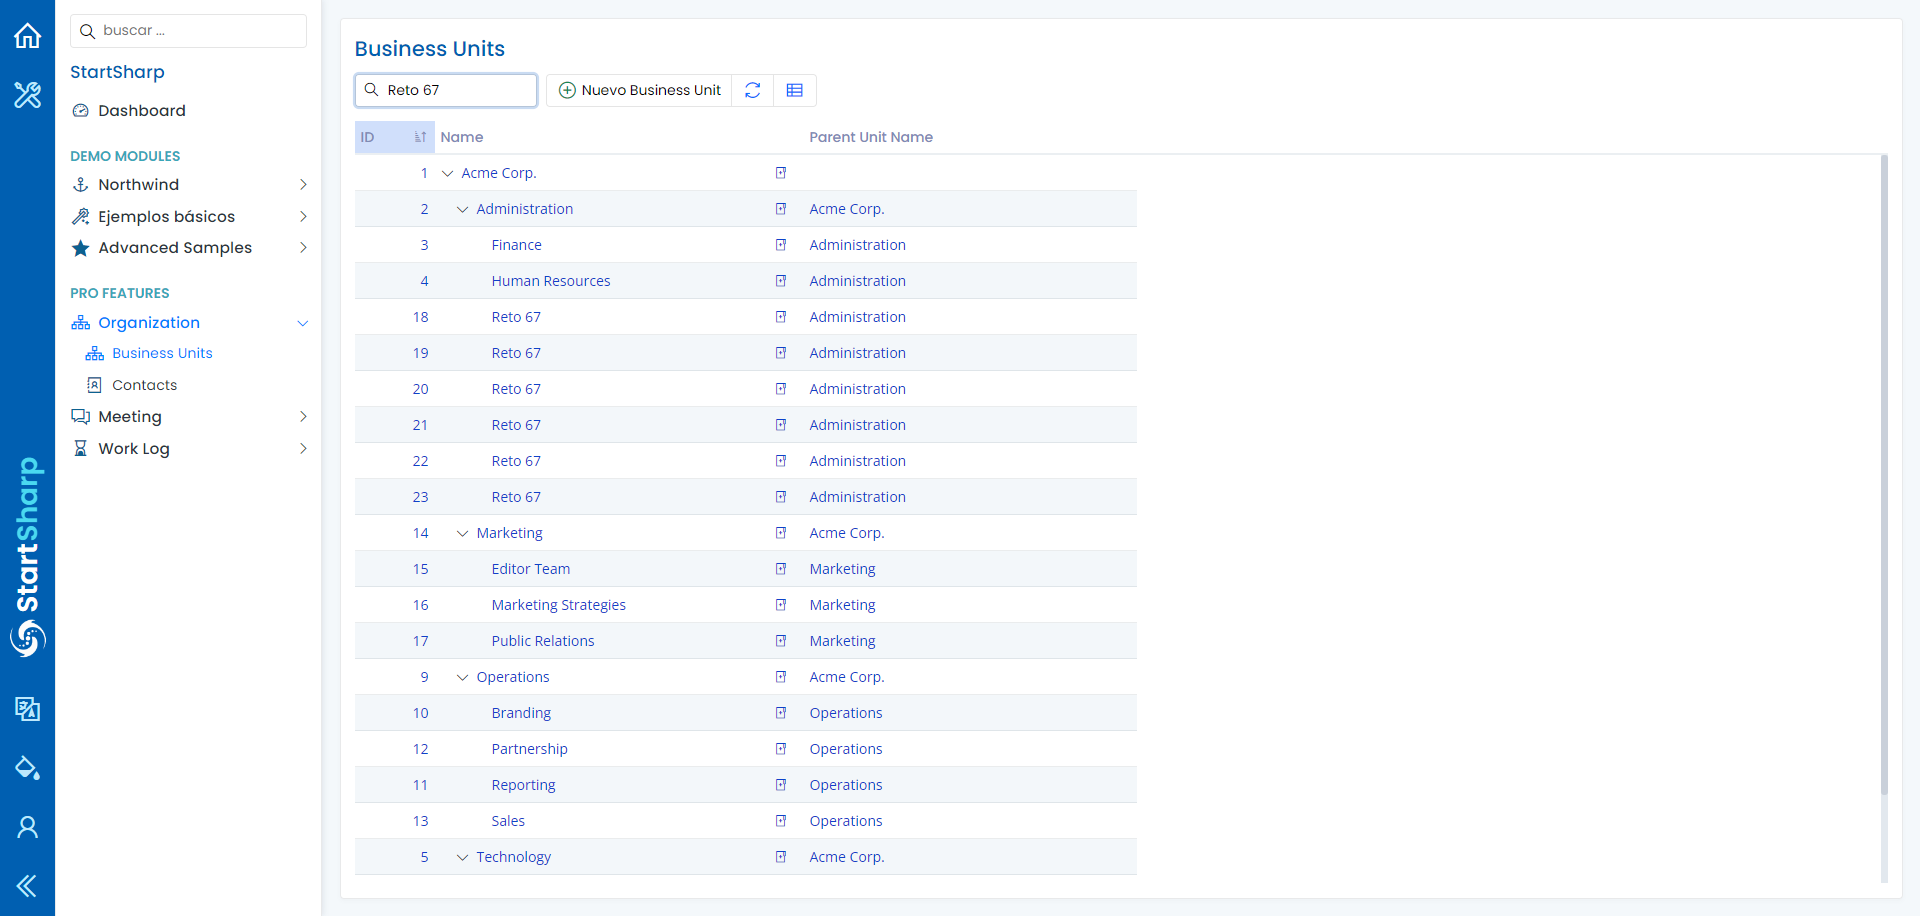 buscar ...
StartSharp
Dashboard
DEMO MODULES
Northwind
Ejemplos básicos
Advanced Samples
PRO FEATURES
Organization
Business Units
Contacts
Meeting
Work Log
StartSharp
Business Units
Reto 67 Nuevo Business Unit
ID Name Parent Unit Name
1 Acme Corp.
2 Administration Acme Corp.
3 Finance Administration
4 Human Resources Administration
18 Reto 67 Administration
19 Reto 67 Administration
20 Reto 67 Administration
21 Reto 67 Administration
22 Reto 67 Administration
23 Reto 67 Administration
14 Marketing Acme Corp.
15 Editor Team Marketing
16 Marketing Strategies Marketing
17 Public Relations Marketing
9 Operations Acme Corp.
10 Branding Operations
12 Partnership Operations
11 Reporting Operations
13 Sales Operations
5 Technology Acme Corp.